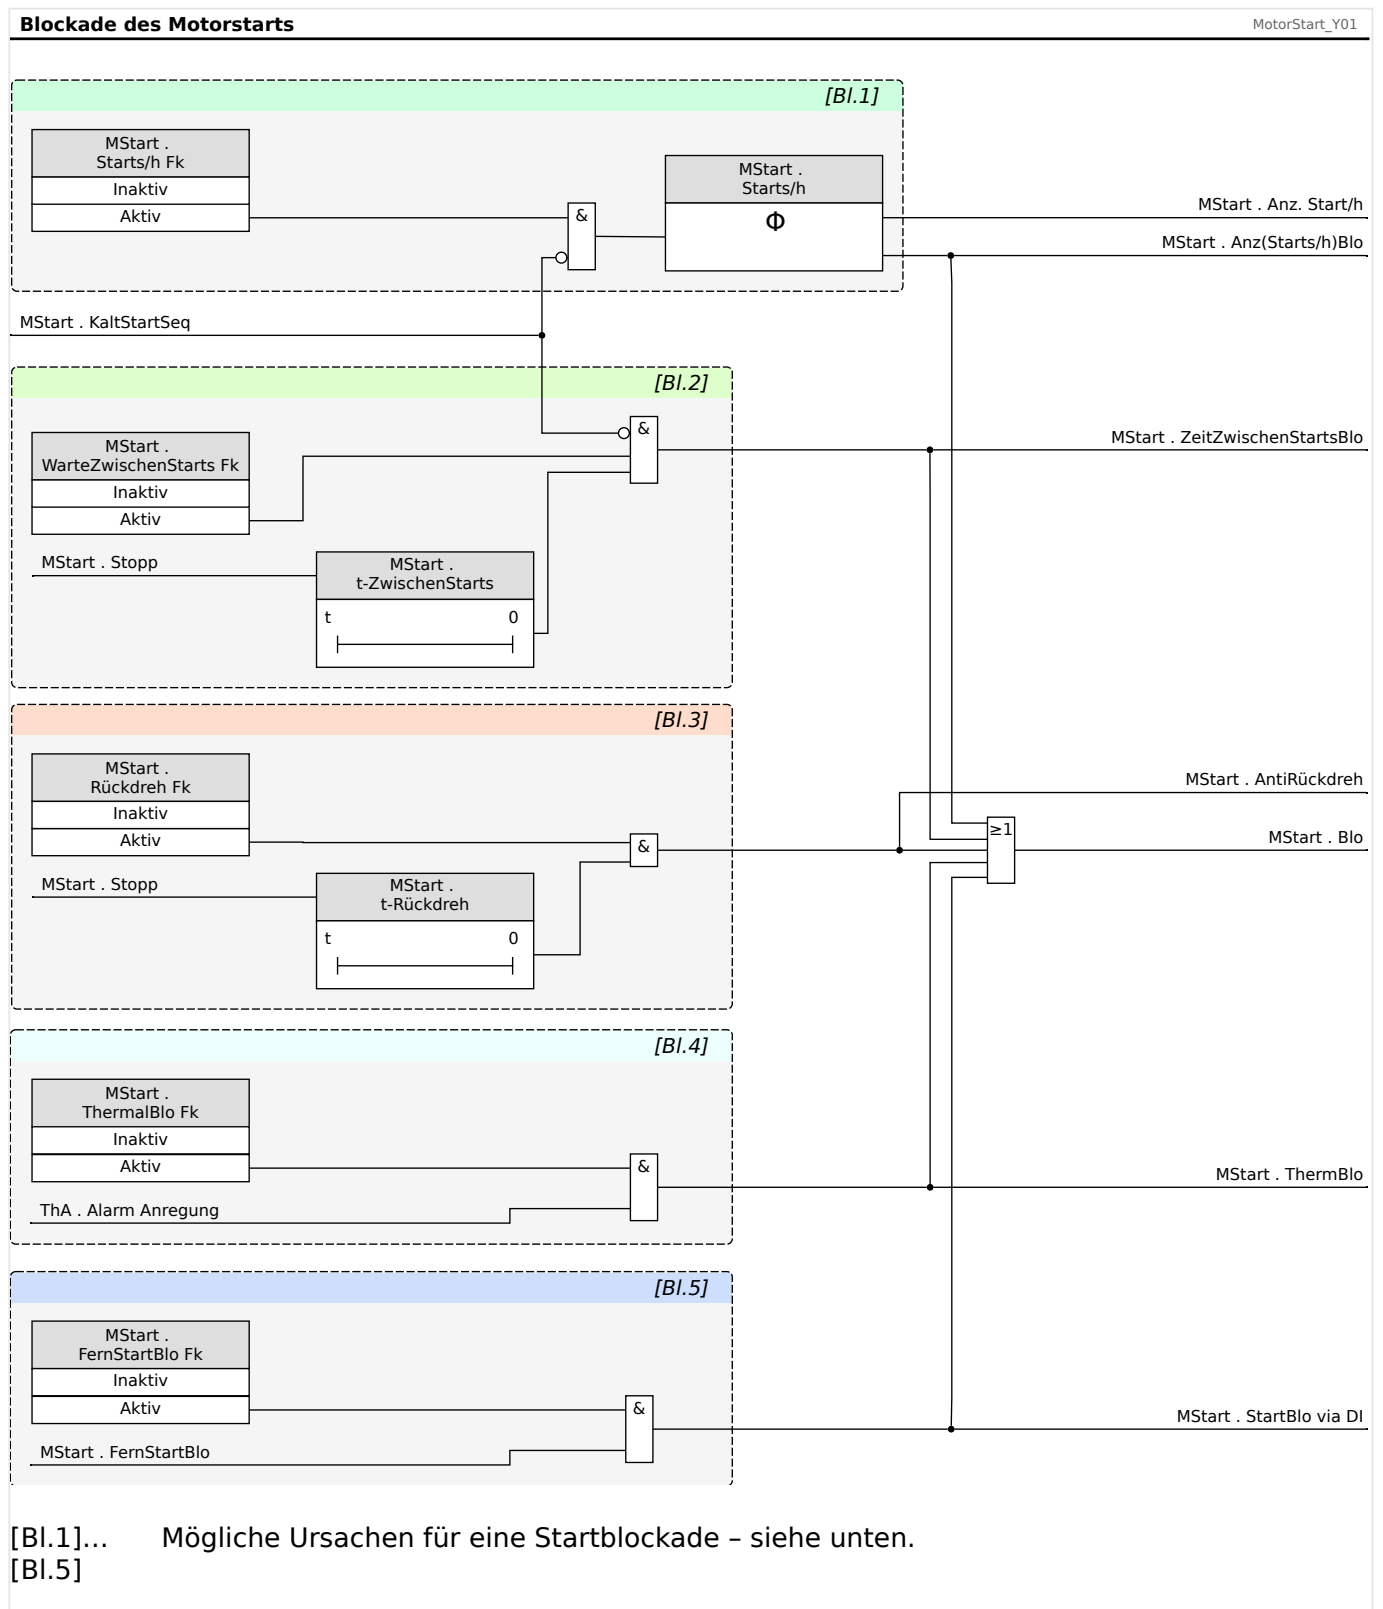 Blockade des Motorstarts
MotorStart_Y01
[Bl.1]
MStart .
Starts/h Fk
Inaktiv
Aktiv
&
MStart .
Starts/h
Φ
MStart . Anz. Start/h
MStart . Anz(Starts/h)Blo
MStart . KaltStartSeq
[Bl.2]
MStart .
WarteZwischenStarts Fk
Inaktiv
Aktiv
&
MStart . ZeitZwischenStartsBlo
MStart . Stopp
MStart .
t-ZwischenStarts
t 0
[Bl.3]
MStart .
Rückdreh Fk
Inaktiv
Aktiv
&
MStart . AntiRückdreh
≥1
MStart . Blo
MStart . Stopp
MStart .
t-Rückdreh
t 0
[Bl.4]
MStart .
ThermalBlo Fk
Inaktiv
Aktiv
&
MStart . ThermBlo
ThA . Alarm Anregung
[Bl.5]
MStart .
FernStartBlo Fk
Inaktiv
Aktiv
&
MStart . StartBlo via DI
MStart . FernStartBlo
[Bl.1]... Mögliche Ursachen für eine Startblockade – siehe unten.
[Bl.5]